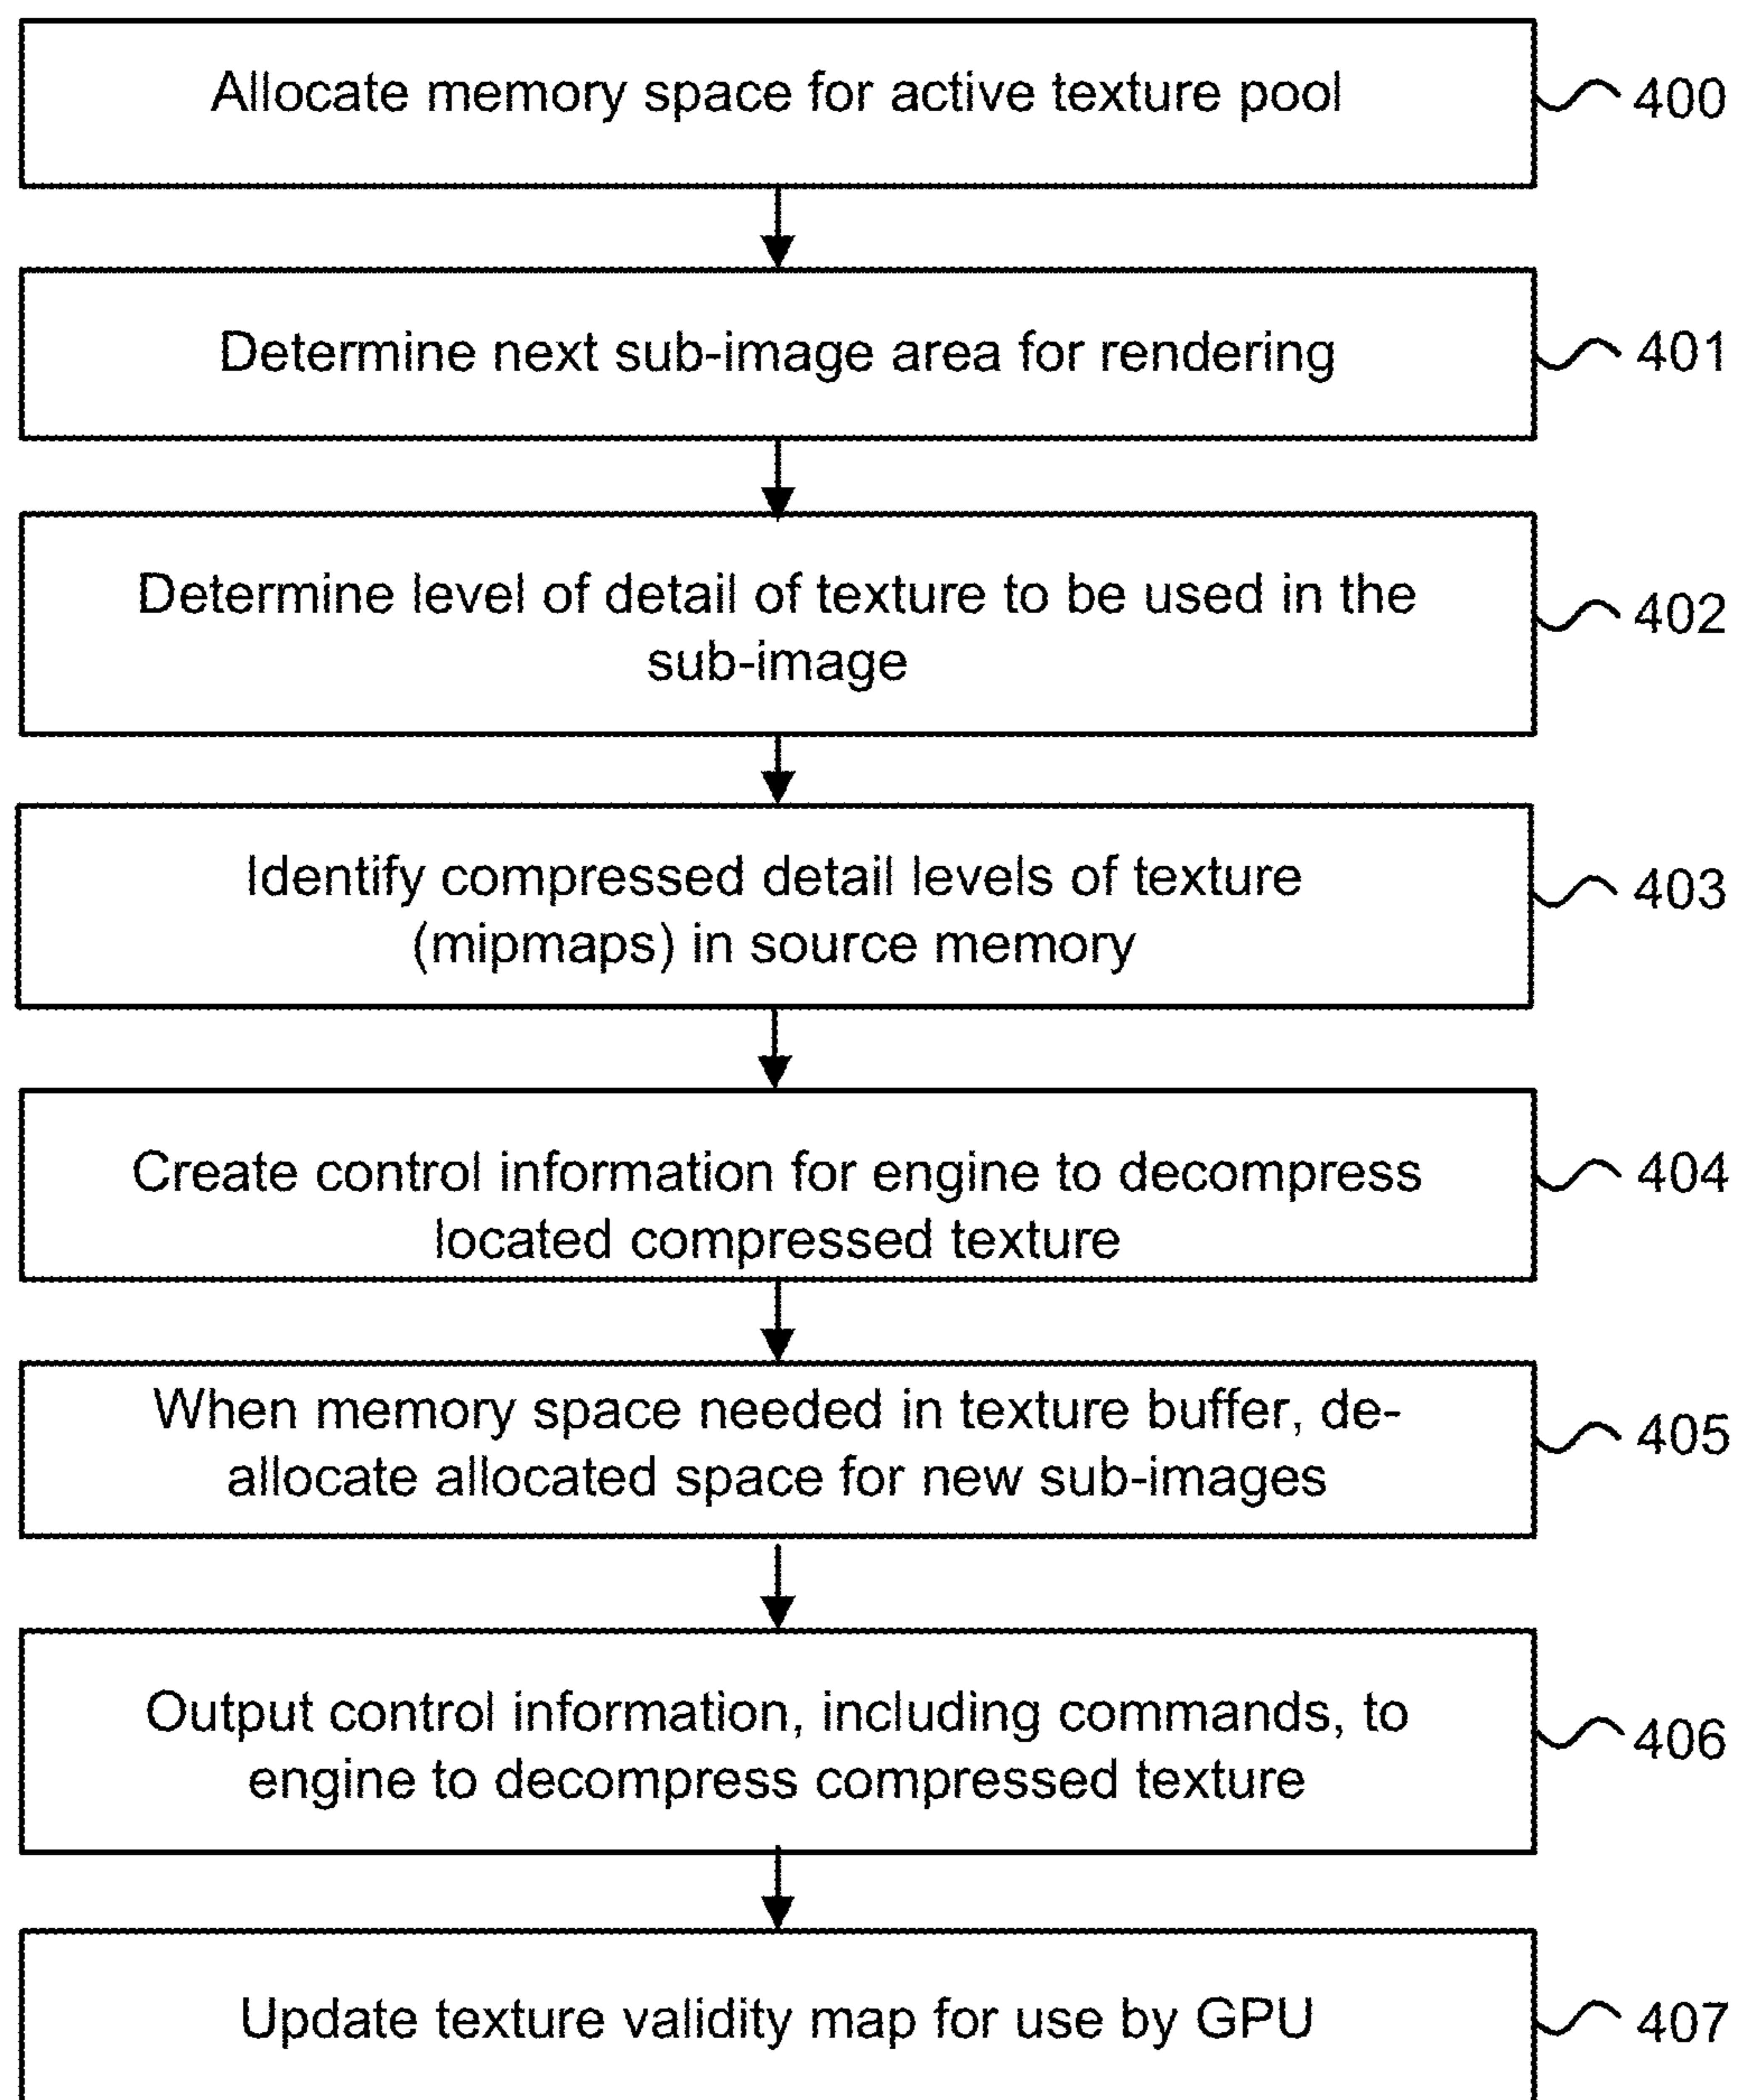 Allocate memory space for active texture pool
400
Determine next sub-image area for rendering
401
Determine level of detail of texture to be used in the
sub-image
402
Identify compressed detail levels of texture
(mipmaps) in source memory
403
Create control information for engine to decompress
located compressed texture
404
When memory space needed in texture buffer, de-
allocate allocated space for new sub-images
405
Output control information, including commands, to
engine to decompress compressed texture
406
Update texture validity map for use by GPU
407